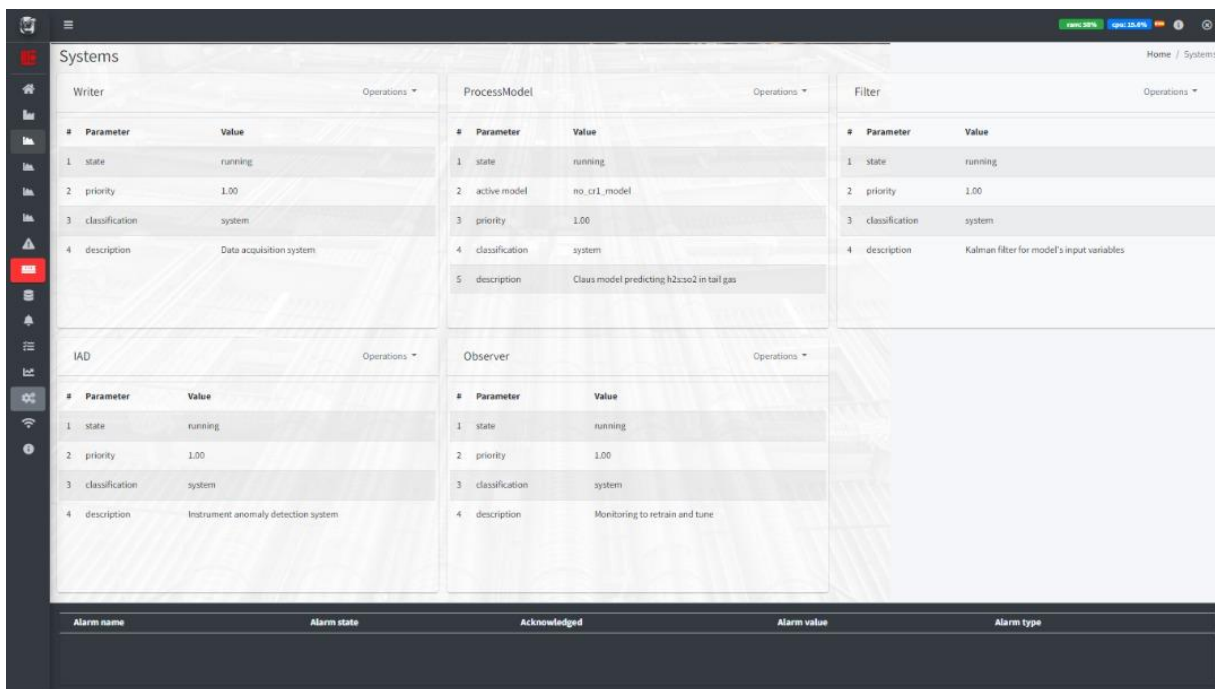 ram: 58% cpu: 15.6%
Systems
Home / Systems
Writer Operations
# Parameter Value
1 state running
2 priority 1.00
3 classification system
4 description Data acquisition system
ProcessModel Operations
# Parameter Value
1 state running
2 active model no_cr1_model
3 priority 1.00
4 classification system
5 description Claus model predicting h2s:so2 in tail gas
Filter Operations
# Parameter Value
1 state running
2 priority 1.00
3 classification system
4 description Kalman filter for model's input variables
IAD Operations
# Parameter Value
1 state running
2 priority 1.00
3 classification system
4 description Instrument anomaly detection system
Observer Operations
# Parameter Value
1 state running
2 priority 1.00
3 classification system
4 description Monitoring to retrain and tune
Alarm name Alarm state Acknowledged Alarm value Alarm type